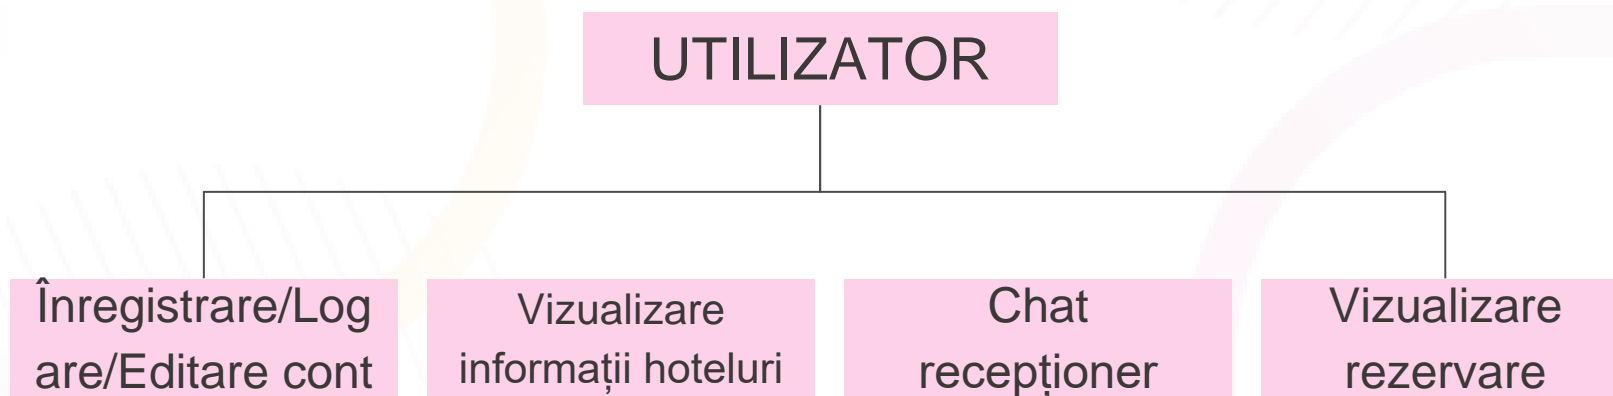 UTILIZATOR
Înregistrare/Log
are/Editare cont
Vizualizare
informații hoteluri
Chat
recepționer
Vizualizare
rezervare